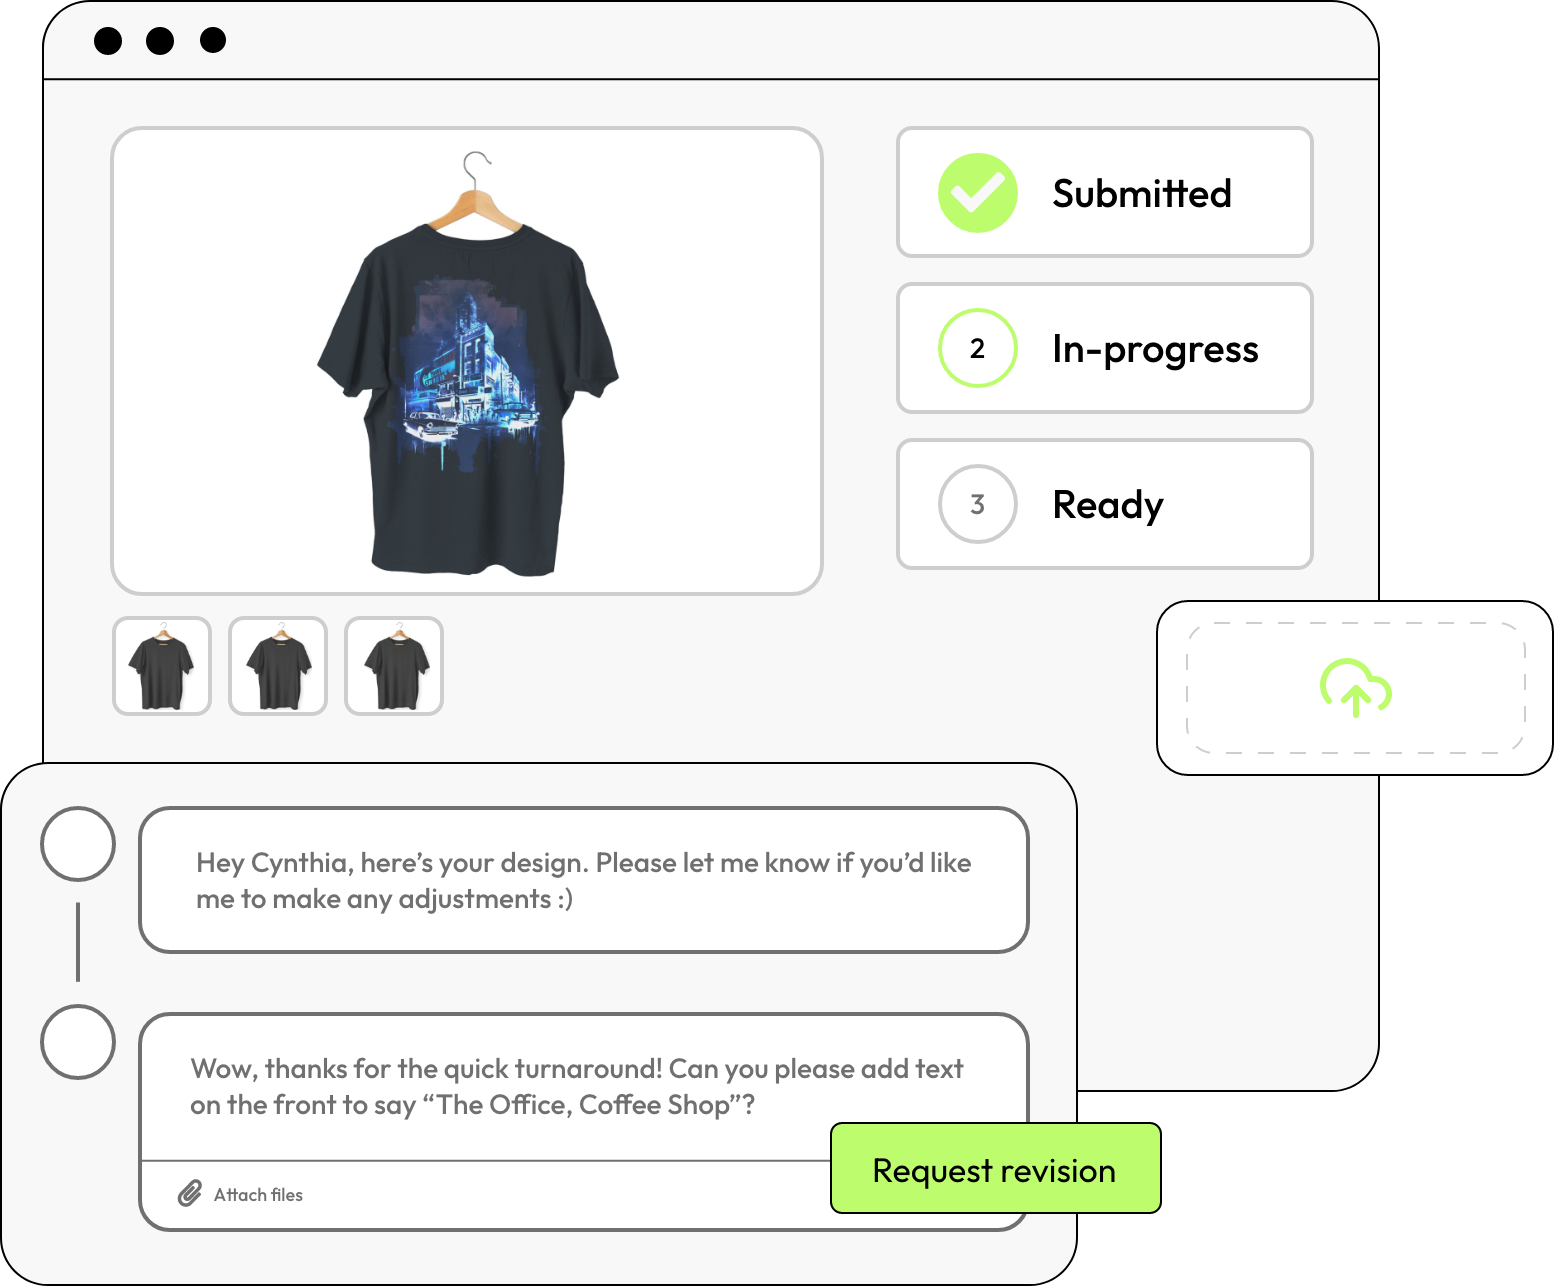 Submitted
2
In-progress
3
Ready
Hey Cynthia, here’s your design. Please let me know if you’d like
me to make any adjustments :)
Wow, thanks for the quick turnaround! Can you please add text
on the front to say “The Office, Coffee Shop”?
Attach files
Request revision